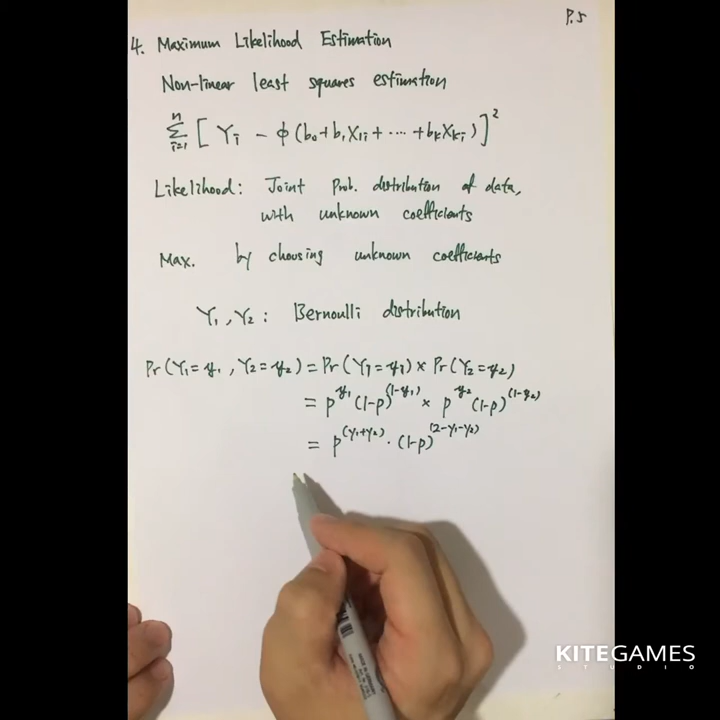 P.5
4. Maximum Likelihood Estimation
Non-linear least squares estimation
n
∑ [ Yi − ϕ(b₀+b₁X₁i+ ⋯ +bₖXₖi) ]²
i=1
Likelihood: Joint Prob. distribution of data,
with unknown coefficients
Max. by choosing unknown coefficients
Y₁, Y₂: Bernoulli distribution
Pr(Y₁=y₁, Y₂=y₂) = Pr(Y₁=y₁) × Pr(Y₂=y₂)
= p^y₁ (1-p)^(1-y₁) × p^y₂ (1-p)^(1-y₂)
= p^(y₁+y₂) · (1-p)^(2-y₁-y₂)
KITEGAMES
STUDIO